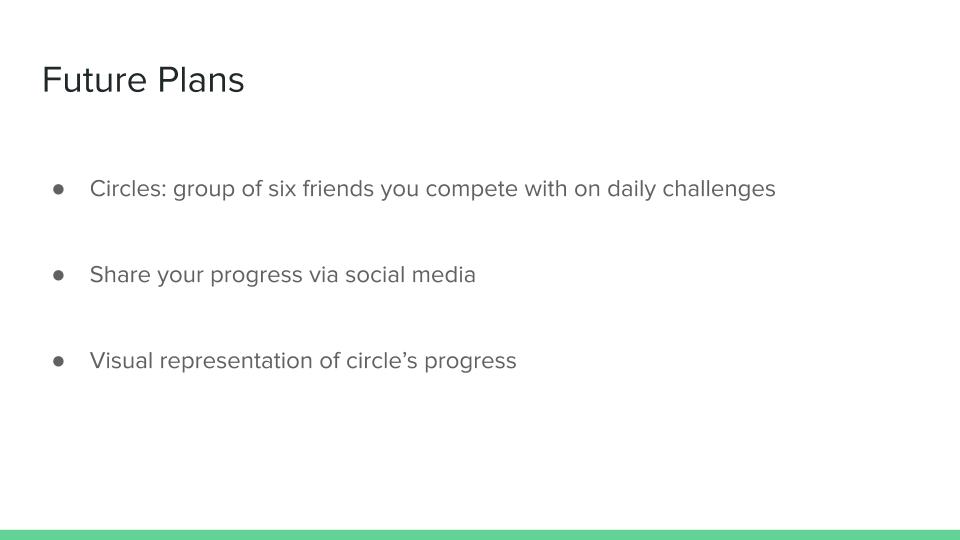 Future Plans
● Circles: group of six friends you compete with on daily challenges
● Share your progress via social media
● Visual representation of circle’s progress